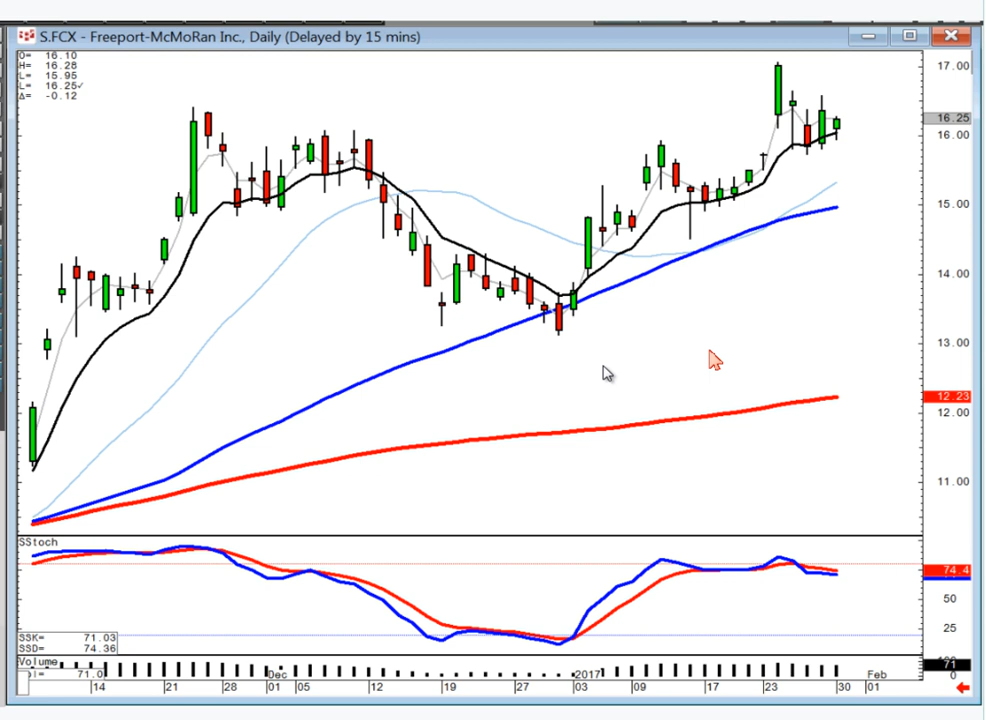 S.FCX - Freeport-McMoRan Inc., Daily (Delayed by 15 mins)
O= 16.10
H= 16.28
L= 15.95
L= 16.25✓
Δ= -0.12
17.00
16.25
16.00
15.00
14.00
13.00
12.23
12.00
11.00
SStoch
74.4
50
25
SSK= 71.03
SSD= 74.36
Volume
71.0
71
0
Dec 2017 Feb
14 21 28 01 05 12 19 27 03 09 17 23 30 01